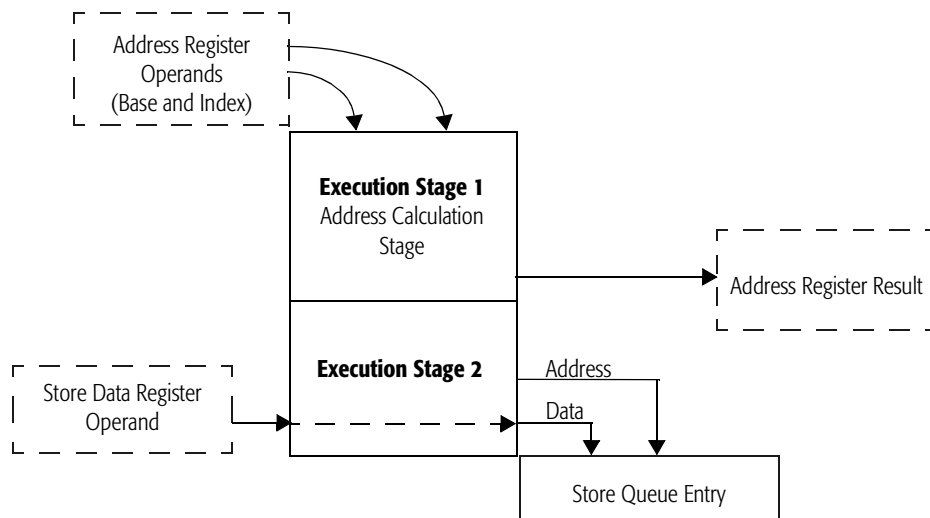 Address Register
Operands
(Base and Index)
Execution Stage 1
Address Calculation
Stage
Address Register Result
Execution Stage 2
Address
Store Data Register
Operand
Data
Store Queue Entry